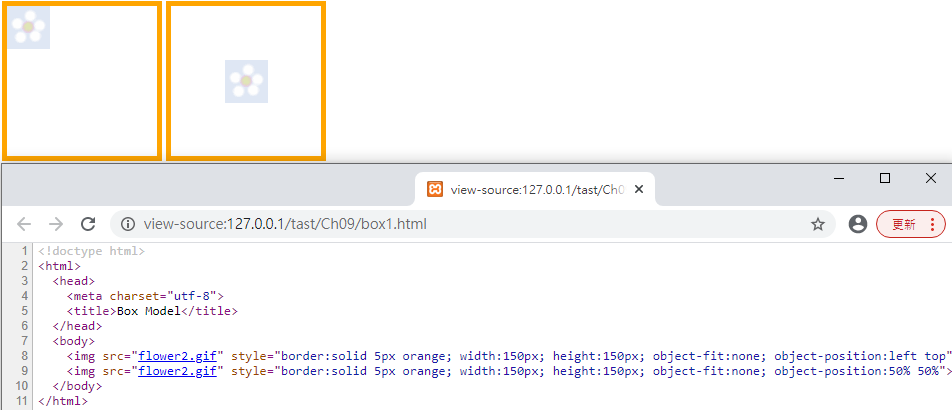 view-source:127.0.0.1/tast/Ch0
view-source:127.0.0.1/tast/Ch09/box1.html
更新
1 <!doctype html>
2 <html>
3 <head>
4 <meta charset="utf-8">
5 <title>Box Model</title>
6 </head>
7 <body>
8 <img src="flower2.gif" style="border:solid 5px orange; width:150px; height:150px; object-fit:none; object-position:left top"
9 <img src="flower2.gif" style="border:solid 5px orange; width:150px; height:150px; object-fit:none; object-position:50% 50%">
10 </body>
11 </html>